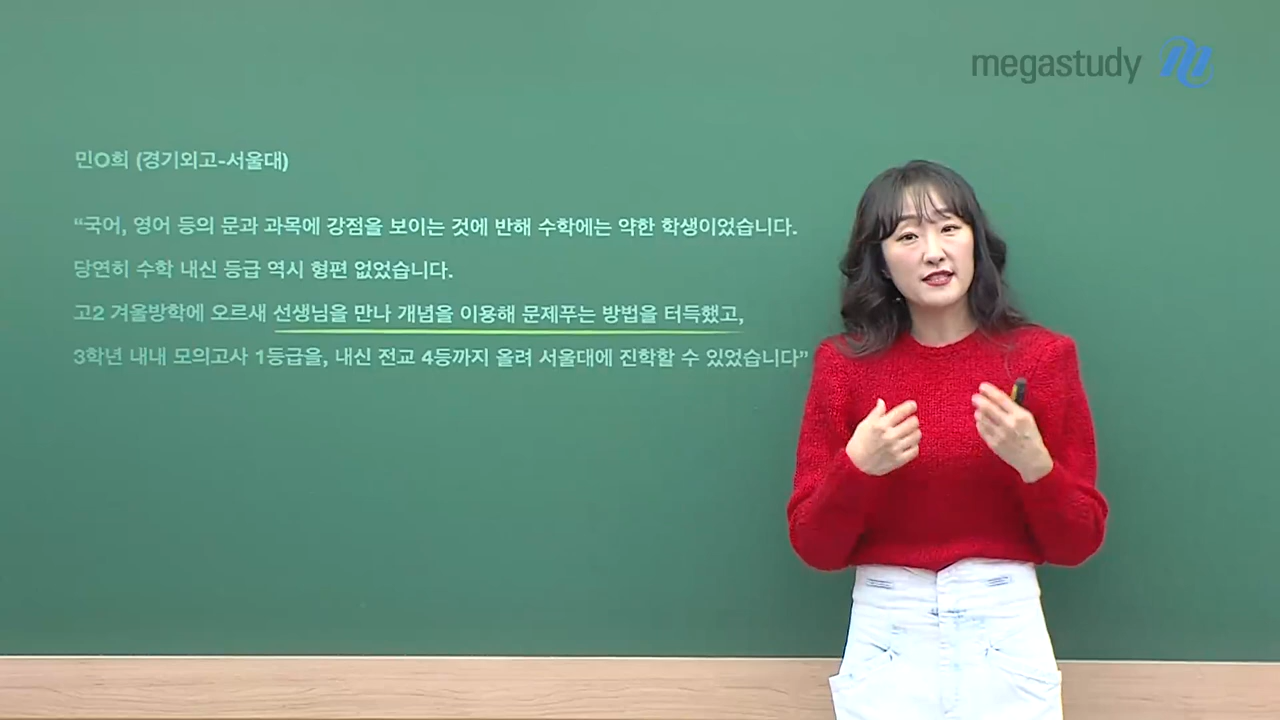 megastudy
민O희 (경기외고-서울대)
“국어, 영어 등의 문과 과목에 강점을 보이는 것에 반해 수학에는 약한 학생이었습니다.
당연히 수학 내신 등급 역시 형편 없었습니다.
고2 겨울방학에 오르새 선생님을 만나 개념을 이용해 문제푸는 방법을 터득했고,
3학년 내내 모의고사 1등급을, 내신 전교 4등까지 올려 서울대에 진학할 수 있었습니다”